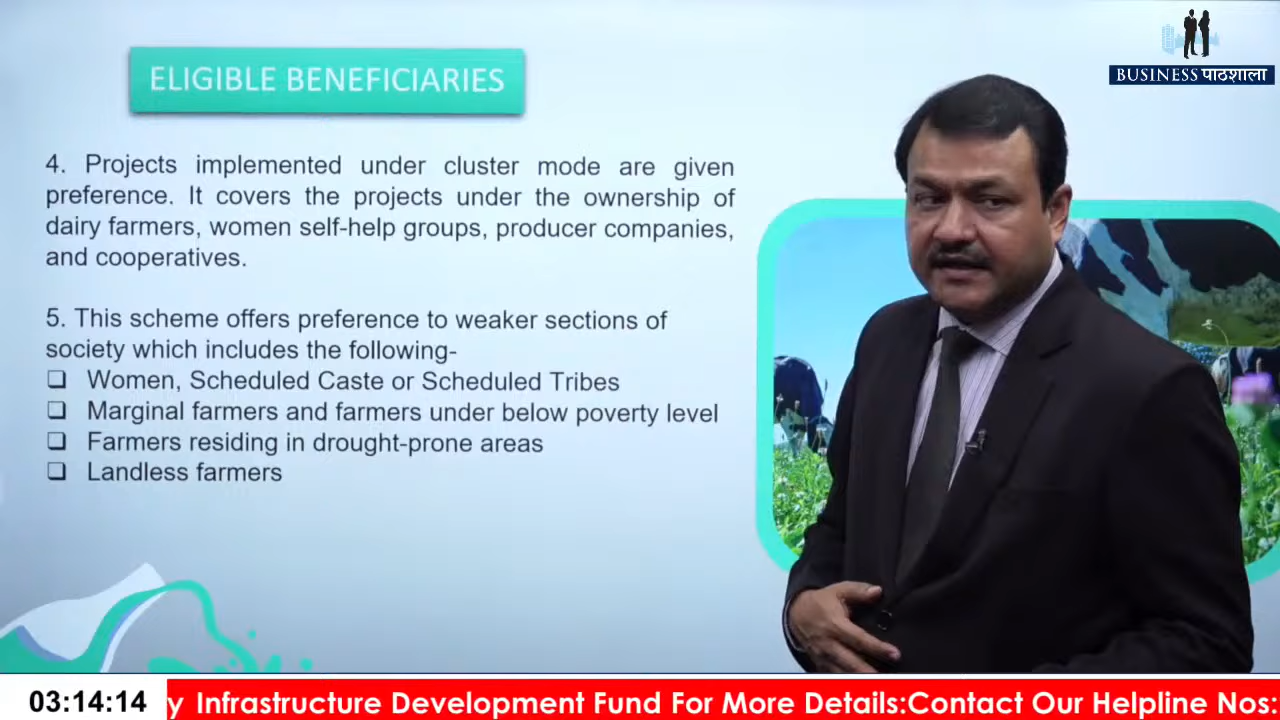 BUSINESS पाठशाला
ELIGIBLE BENEFICIARIES
4. Projects implemented under cluster mode are given
preference. It covers the projects under the ownership of
dairy farmers, women self-help groups, producer companies,
and cooperatives.
5. This scheme offers preference to weaker sections of
society which includes the following-
❑ Women, Scheduled Caste or Scheduled Tribes
❑ Marginal farmers and farmers under below poverty level
❑ Farmers residing in drought-prone areas
❑ Landless farmers
03:14:14
y Infrastructure Development Fund For More Details:Contact Our Helpline Nos: